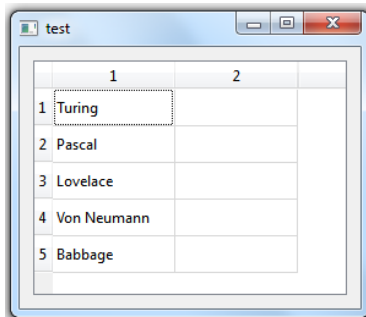 test
1 2
1 Turing
2 Pascal
3 Lovelace
4 Von Neumann
5 Babbage